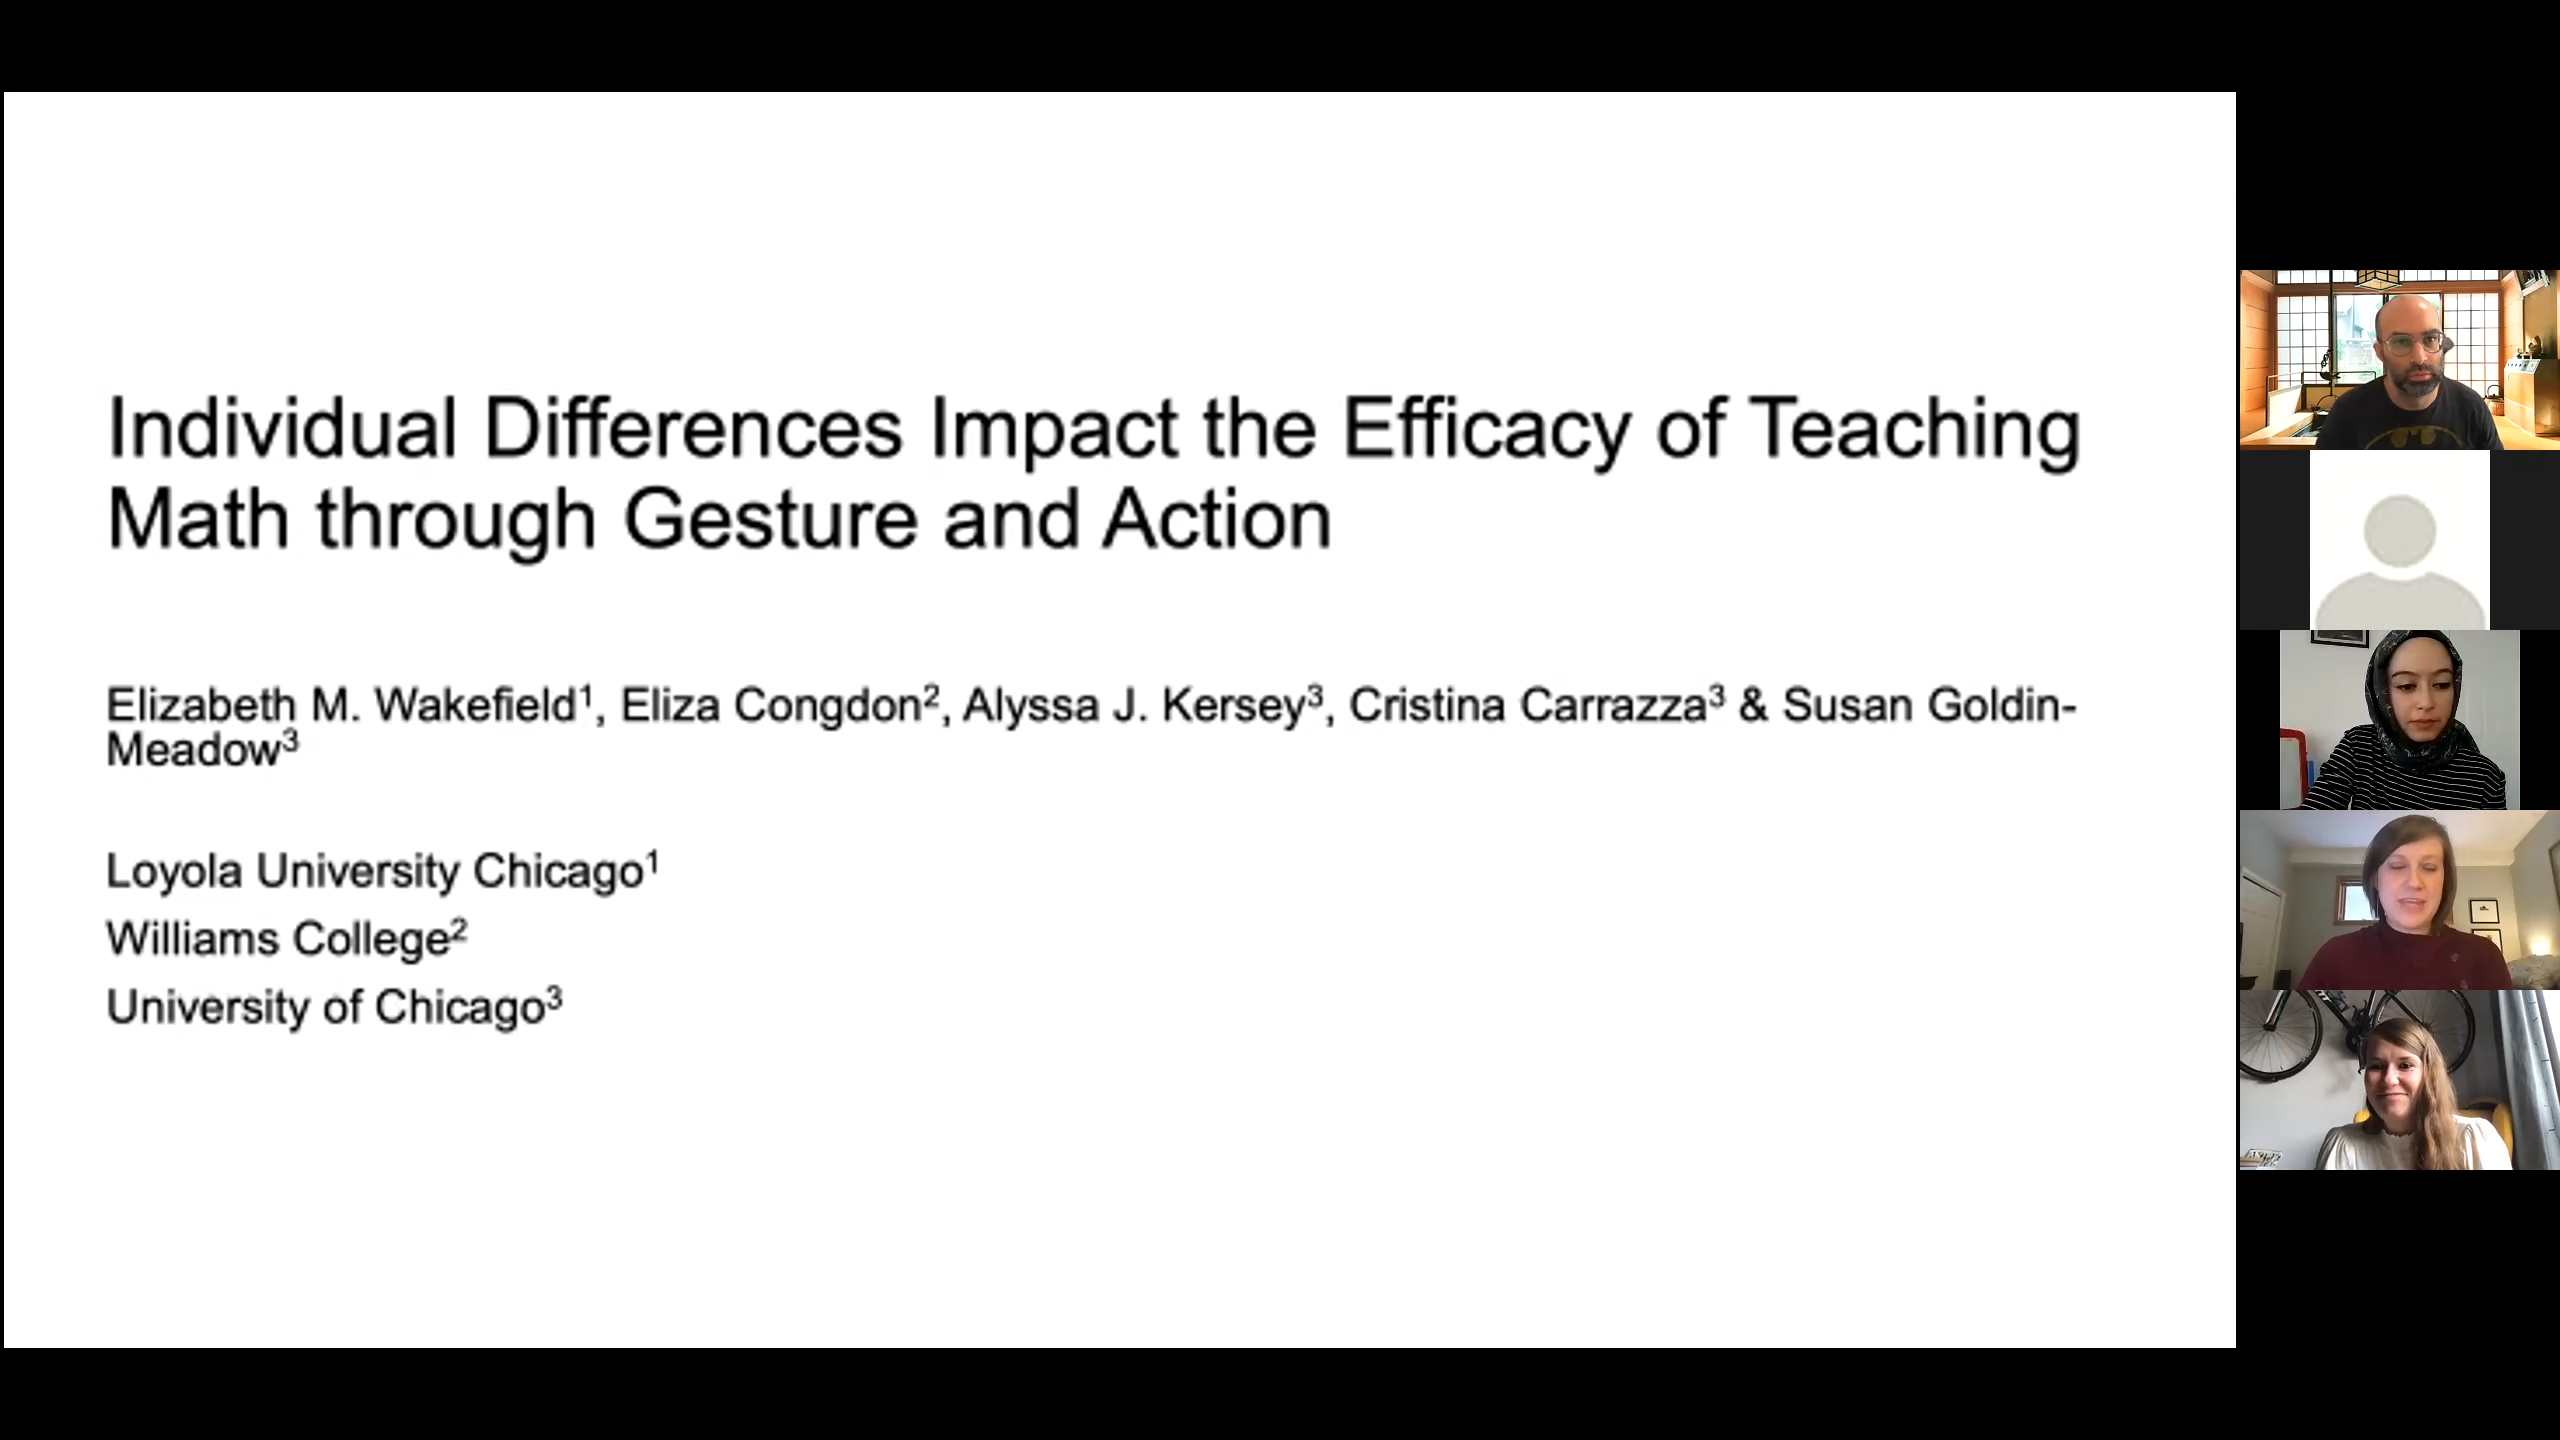 Individual Differences Impact the Efficacy of Teaching
Math through Gesture and Action
Elizabeth M. Wakefield¹, Eliza Congdon², Alyssa J. Kersey³, Cristina Carrazza³ & Susan Goldin-
Meadow³
Loyola University Chicago¹
Williams College²
University of Chicago³